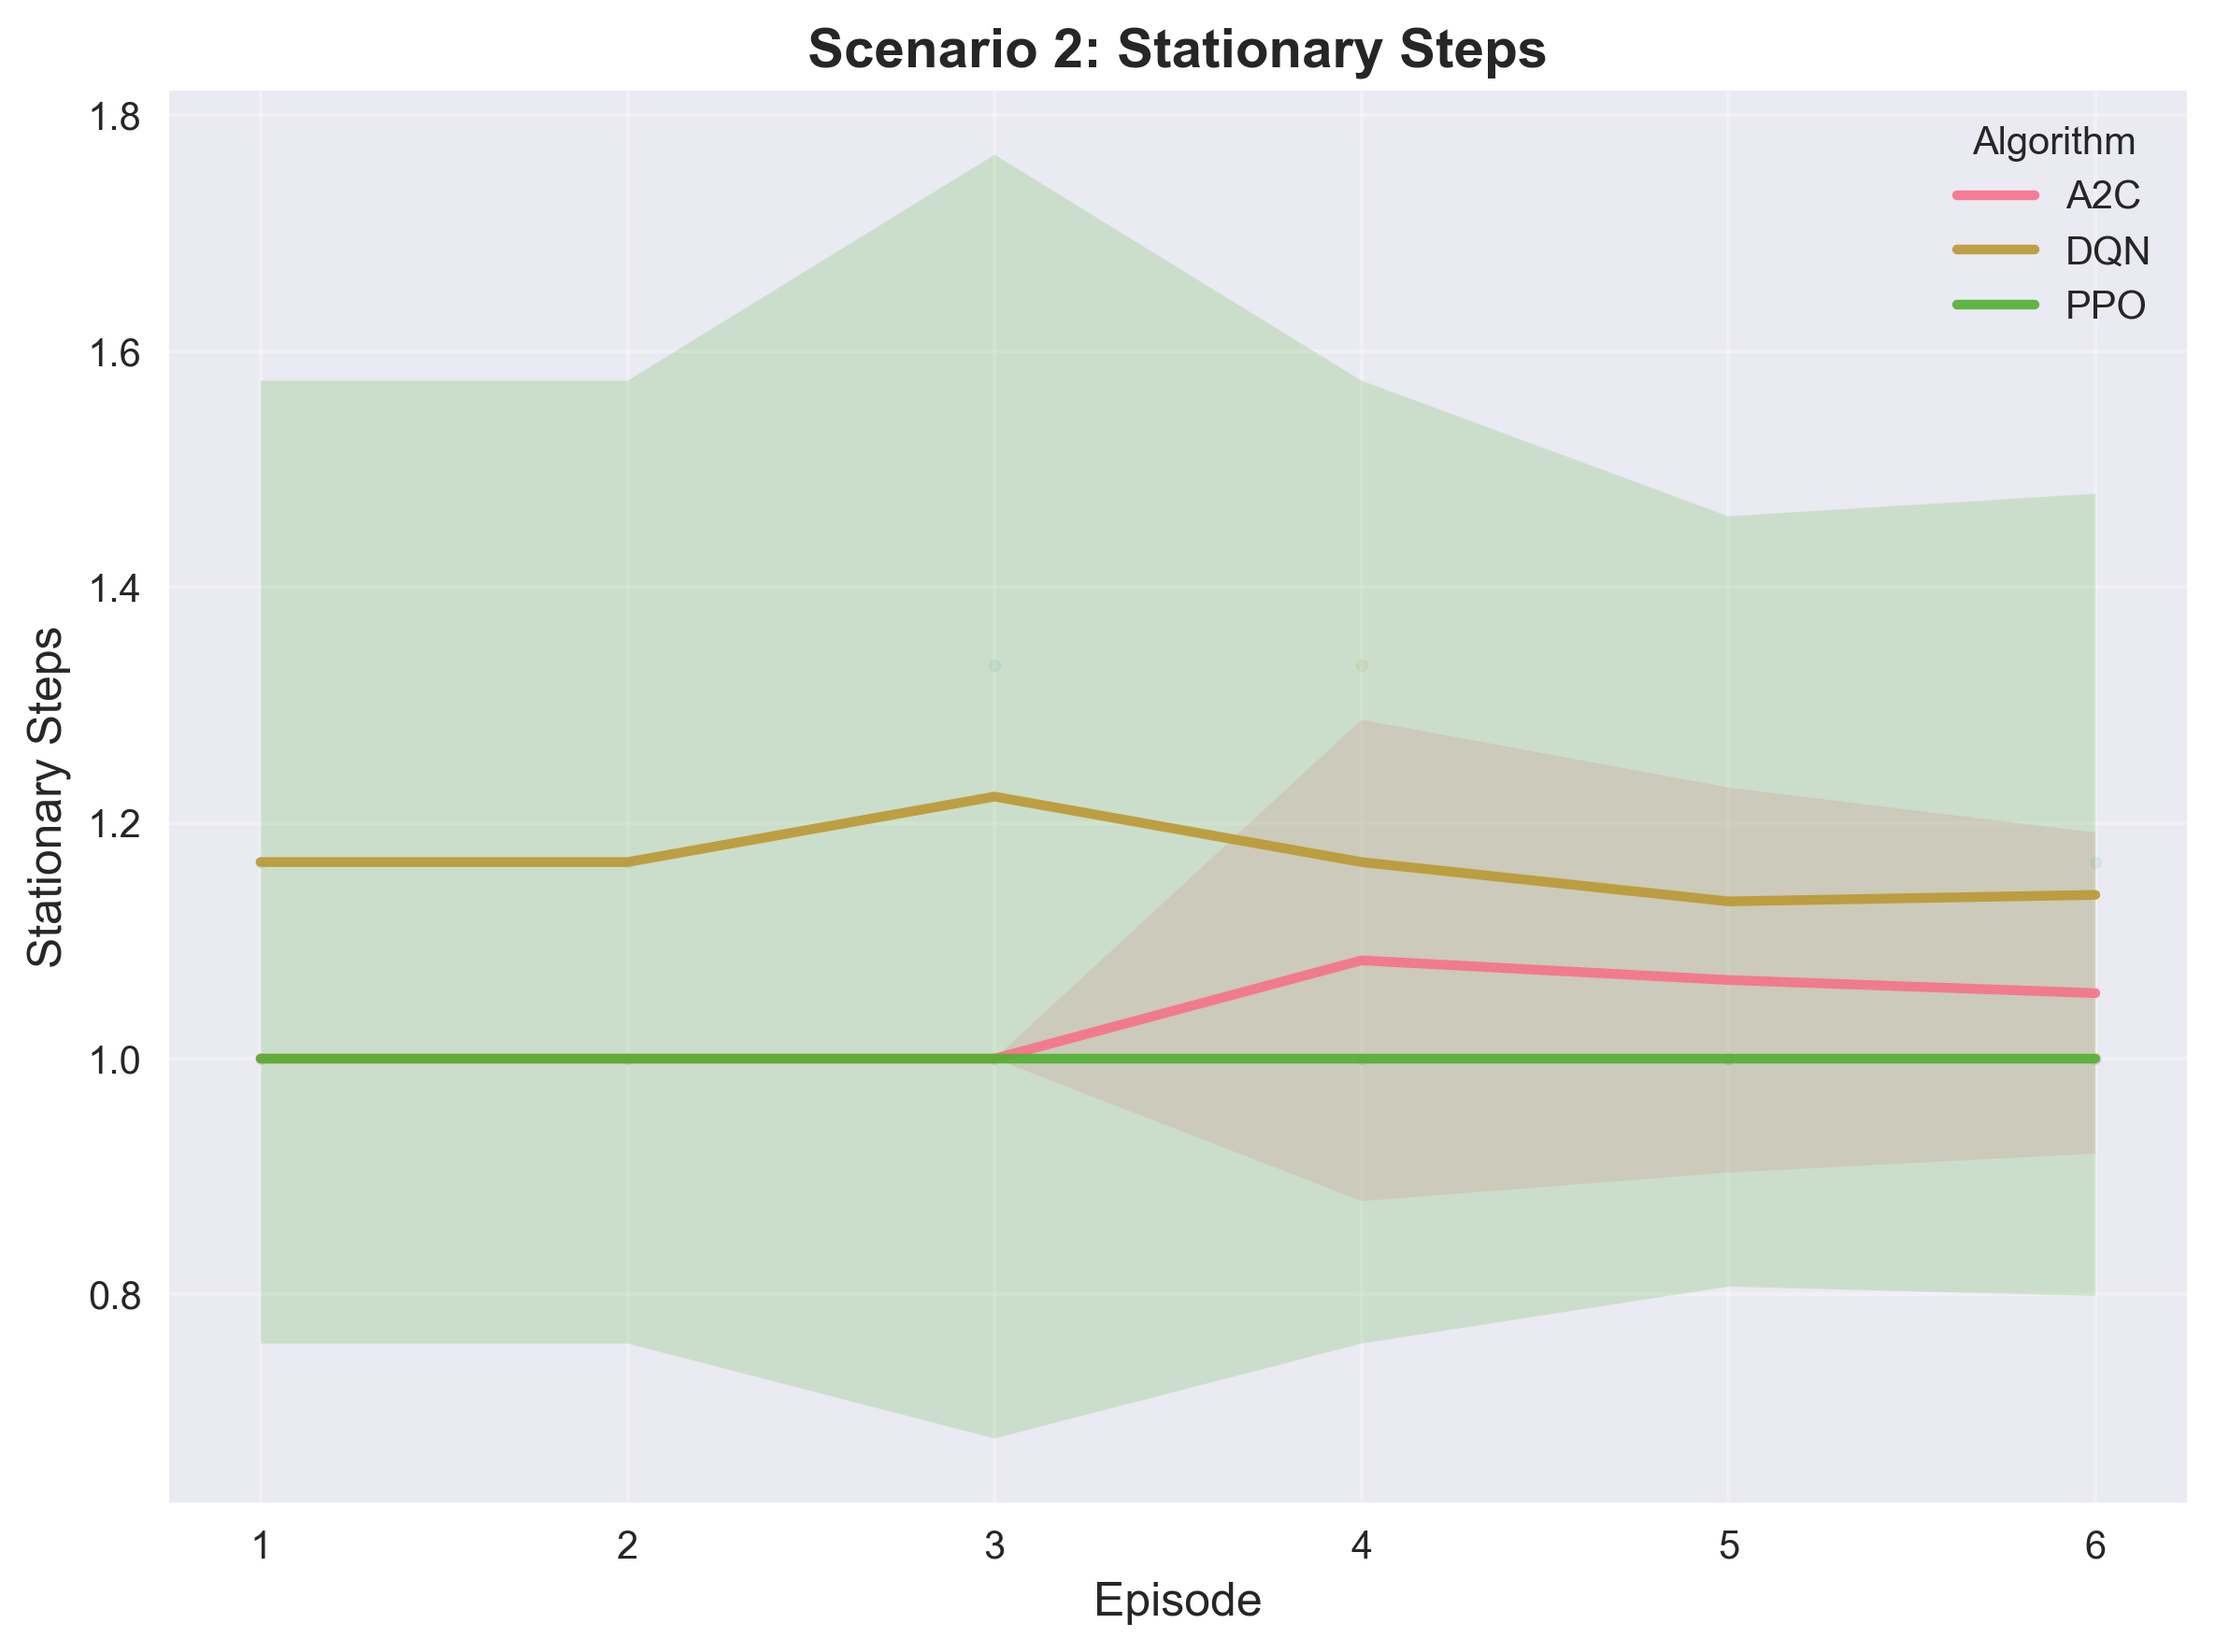 Scenario 2: Stationary Steps
Algorithm
A2C
DQN
PPO
Stationary Steps
1.8
1.6
1.4
1.2
1.0
0.8
1 2 3 4 5 6
Episode